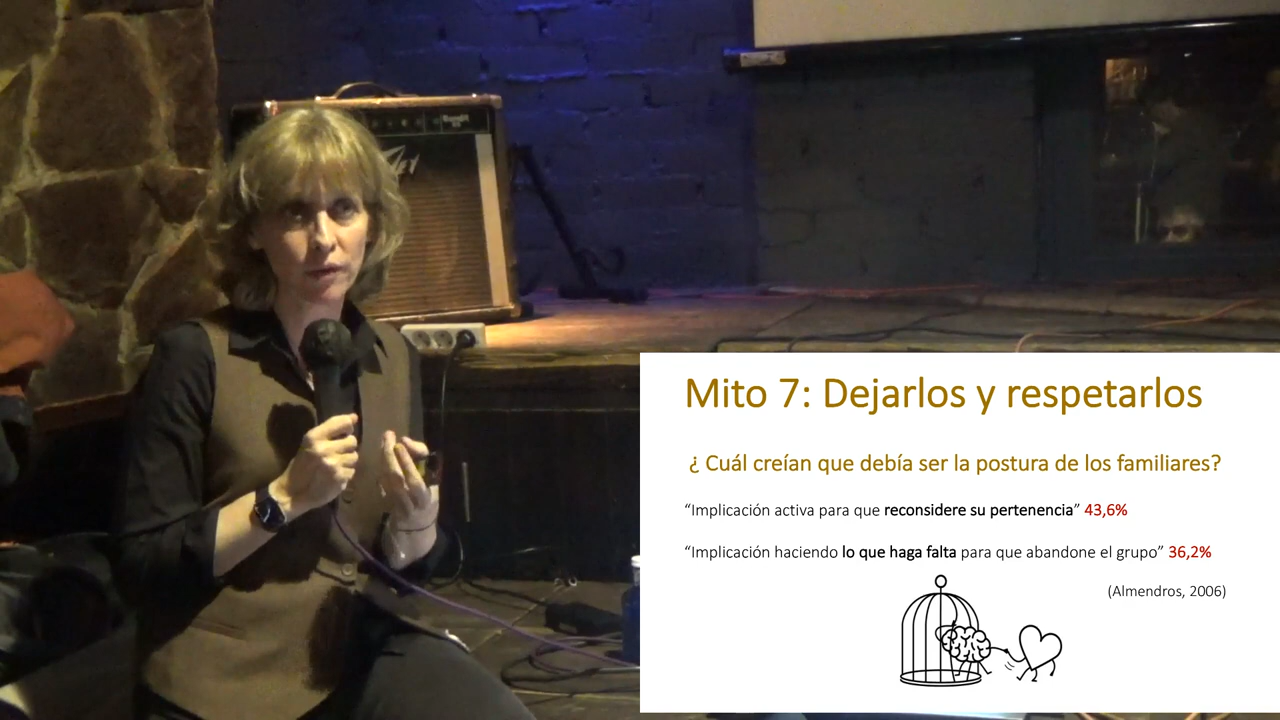 PEAVEY
Bandit
Mito 7: Dejarlos y respetarlos
¿ Cuál creían que debía ser la postura de los familiares?
“Implicación activa para que reconsidere su pertenencia” 43,6%
“Implicación haciendo lo que haga falta para que abandone el grupo” 36,2%
(Almendros, 2006)